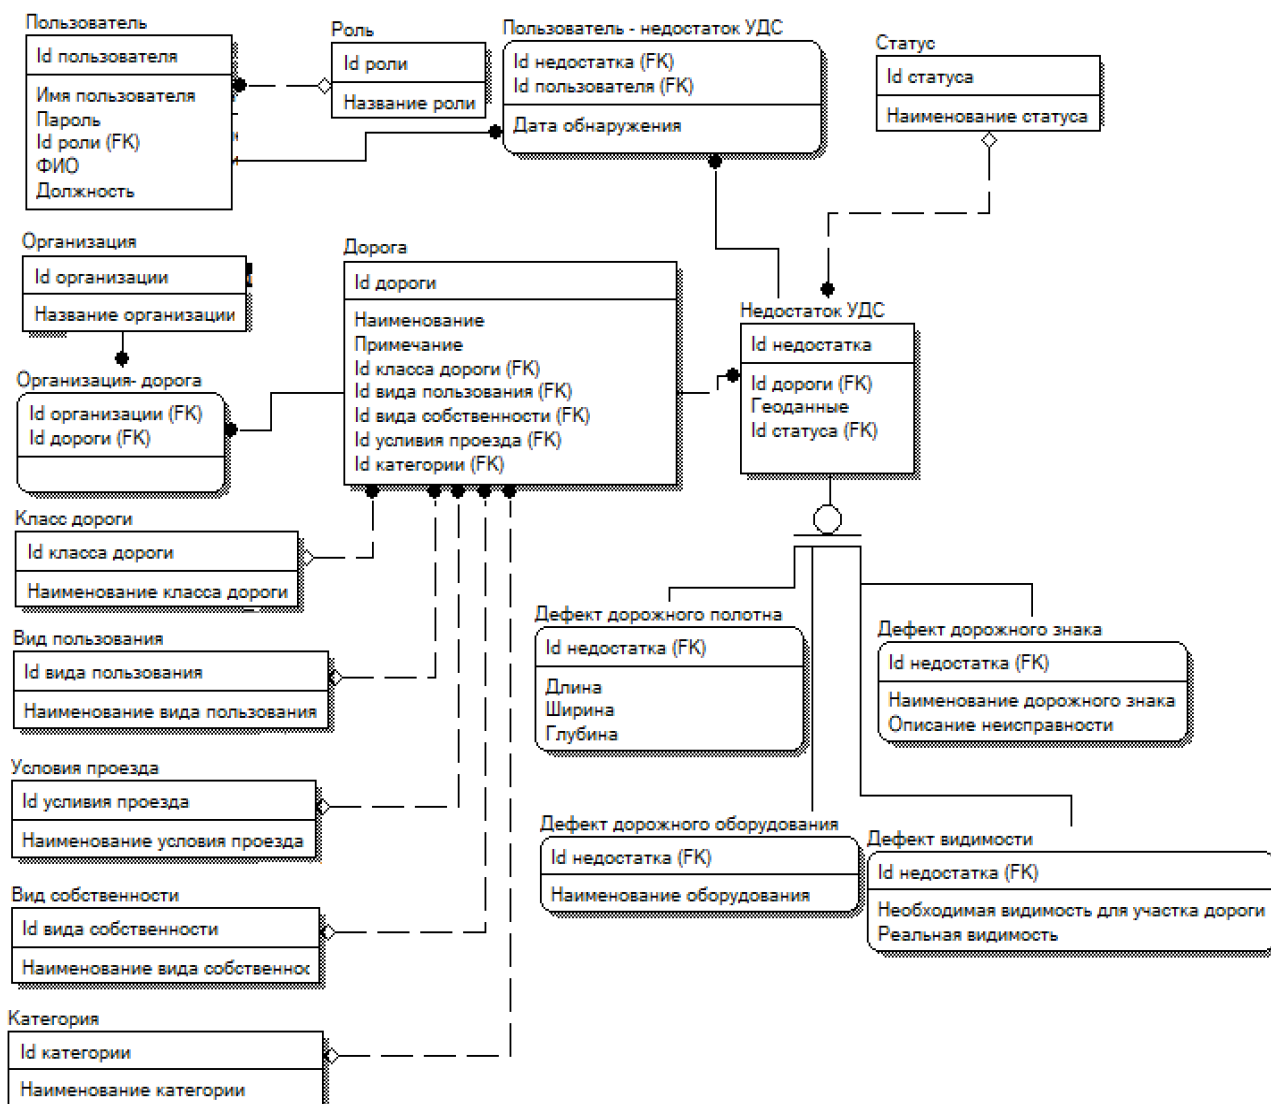 Пользователь
Id пользователя
Имя пользователя
Пароль
Id роли (FK)
ФИО
Должность
Роль
Id роли
Название роли
Пользователь - недостаток УДС
Id недостатка (FK)
Id пользователя (FK)
Дата обнаружения
Статус
Id статуса
Наименование статуса
Организация
Id организации
Название организации
Организация- дорога
Id организации (FK)
Id дороги (FK)
Дорога
Id дороги
Наименование
Примечание
Id класса дороги (FK)
Id вида пользования (FK)
Id вида собственности (FK)
Id усливия проезда (FK)
Id категории (FK)
Недостаток УДС
Id недостатка
Id дороги (FK)
Геоданные
Id статуса (FK)
Класс дороги
Id класса дороги
Наименование класса дороги
Вид пользования
Id вида пользования
Наименование вида пользования
Условия проезда
Id усливия проезда
Наименование условия проезда
Вид собственности
Id вида собственности
Наименование вида собственнос
Категория
Id категории
Наименование категории
Дефект дорожного полотна
Id недостатка (FK)
Длина
Ширина
Глубина
Дефект дорожного знака
Id недостатка (FK)
Наименование дорожного знака
Описание неисправности
Дефект дорожного оборудования
Id недостатка (FK)
Наименование оборудования
Дефект видимости
Id недостатка (FK)
Необходимая видимость для участка дороги
Реальная видимость